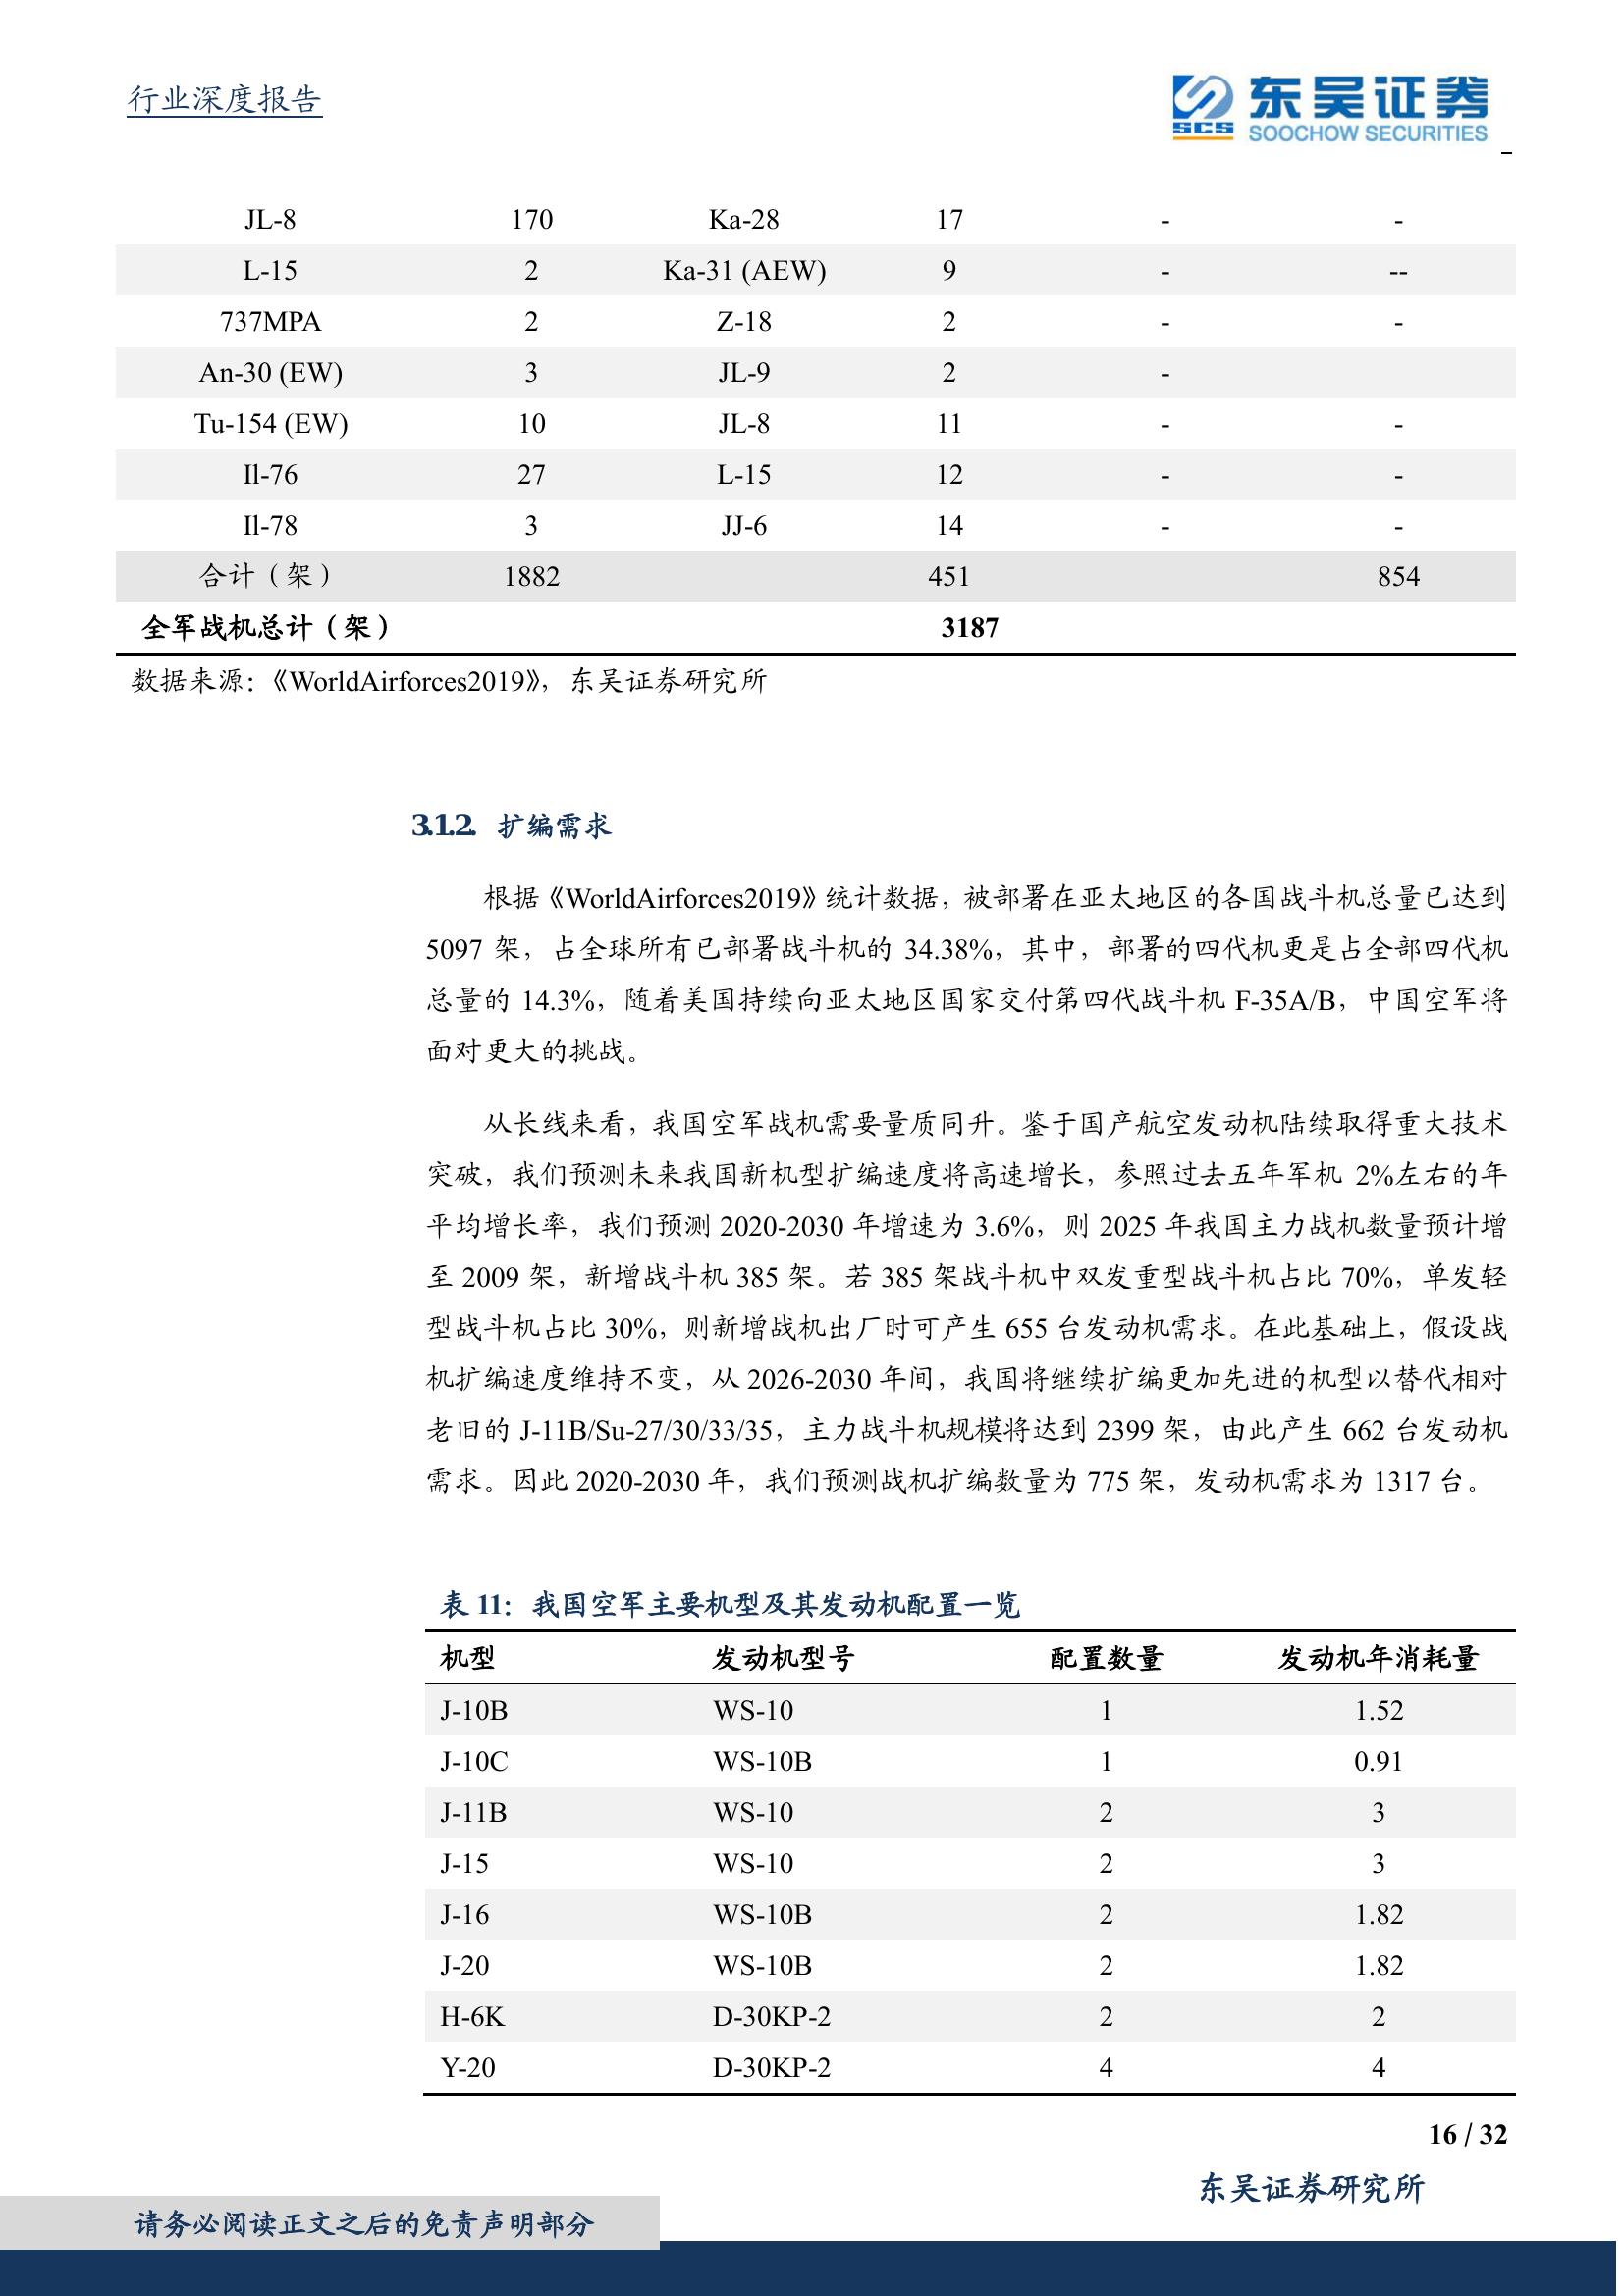 行业深度报告
SCS 东吴证券
SOOCHOW SECURITIES
JL-8 170 Ka-28 17 - -
L-15 2 Ka-31 (AEW) 9 - --
737MPA 2 Z-18 2 - -
An-30 (EW) 3 JL-9 2 -
Tu-154 (EW) 10 JL-8 11 - -
Il-76 27 L-15 12 - -
Il-78 3 JJ-6 14 - -
合计（架） 1882 451 854
全军战机总计（架） 3187
数据来源：《WorldAirforces2019》，东吴证券研究所
3.1.2. 扩编需求
根据《WorldAirforces2019》统计数据，被部署在亚太地区的各国战斗机总量已达到
5097 架，占全球所有已部署战斗机的 34.38%，其中，部署的四代机更是占全部四代机
总量的 14.3%，随着美国持续向亚太地区国家交付第四代战斗机 F-35A/B，中国空军将
面对更大的挑战。
从长线来看，我国空军战机需要量质同升。鉴于国产航空发动机陆续取得重大技术
突破，我们预测未来我国新机型扩编速度将高速增长，参照过去五年军机 2%左右的年
平均增长率，我们预测 2020-2030 年增速为 3.6%，则 2025 年我国主力战机数量预计增
至 2009 架，新增战斗机 385 架。若 385 架战斗机中双发重型战斗机占比 70%，单发轻
型战斗机占比 30%，则新增战机出厂时可产生 655 台发动机需求。在此基础上，假设战
机扩编速度维持不变，从 2026-2030 年间，我国将继续扩编更加先进的机型以替代相对
老旧的 J-11B/Su-27/30/33/35，主力战斗机规模将达到 2399 架，由此产生 662 台发动机
需求。因此 2020-2030 年，我们预测战机扩编数量为 775 架，发动机需求为 1317 台。
表 11：我国空军主要机型及其发动机配置一览
机型 发动机型号 配置数量 发动机年消耗量
J-10B WS-10 1 1.52
J-10C WS-10B 1 0.91
J-11B WS-10 2 3
J-15 WS-10 2 3
J-16 WS-10B 2 1.82
J-20 WS-10B 2 1.82
H-6K D-30KP-2 2 2
Y-20 D-30KP-2 4 4
16 / 32
东吴证券研究所
请务必阅读正文之后的免责声明部分